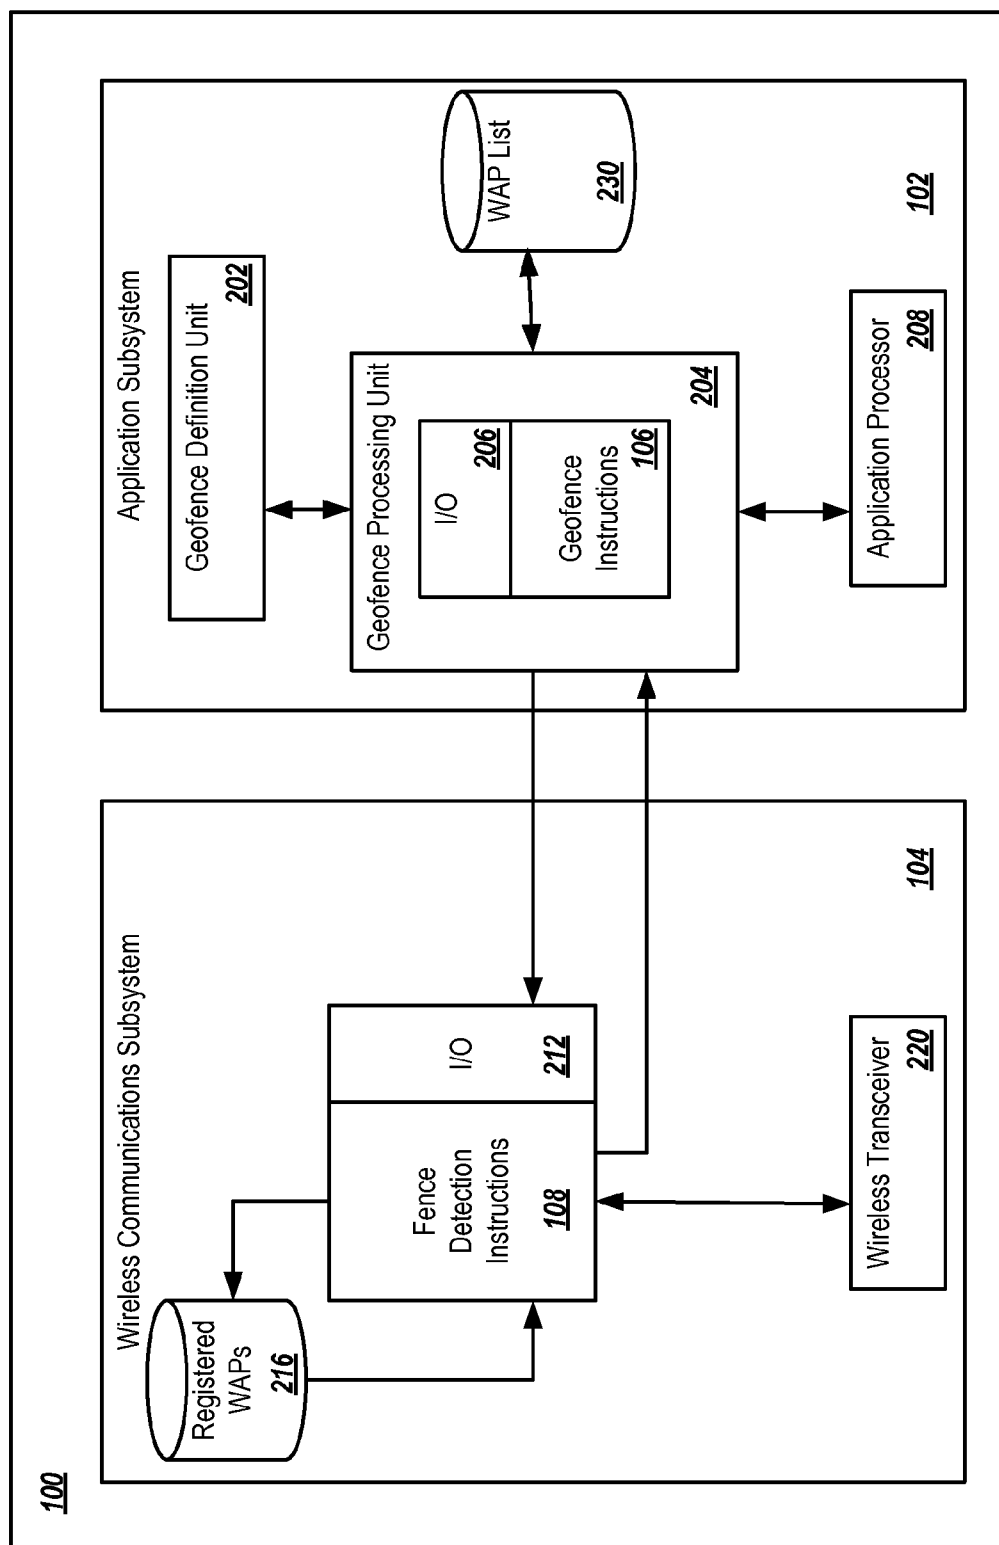 100
Wireless Communications Subsystem
Registered
WAPs
216
Fence
Detection
Instructions
108
I/O
212
Wireless Transceiver
220
104
Application Subsystem
Geofence Definition Unit
202
Geofence Processing Unit
I/O
206
Geofence
Instructions
106
204
WAP List
230
Application Processor
208
102